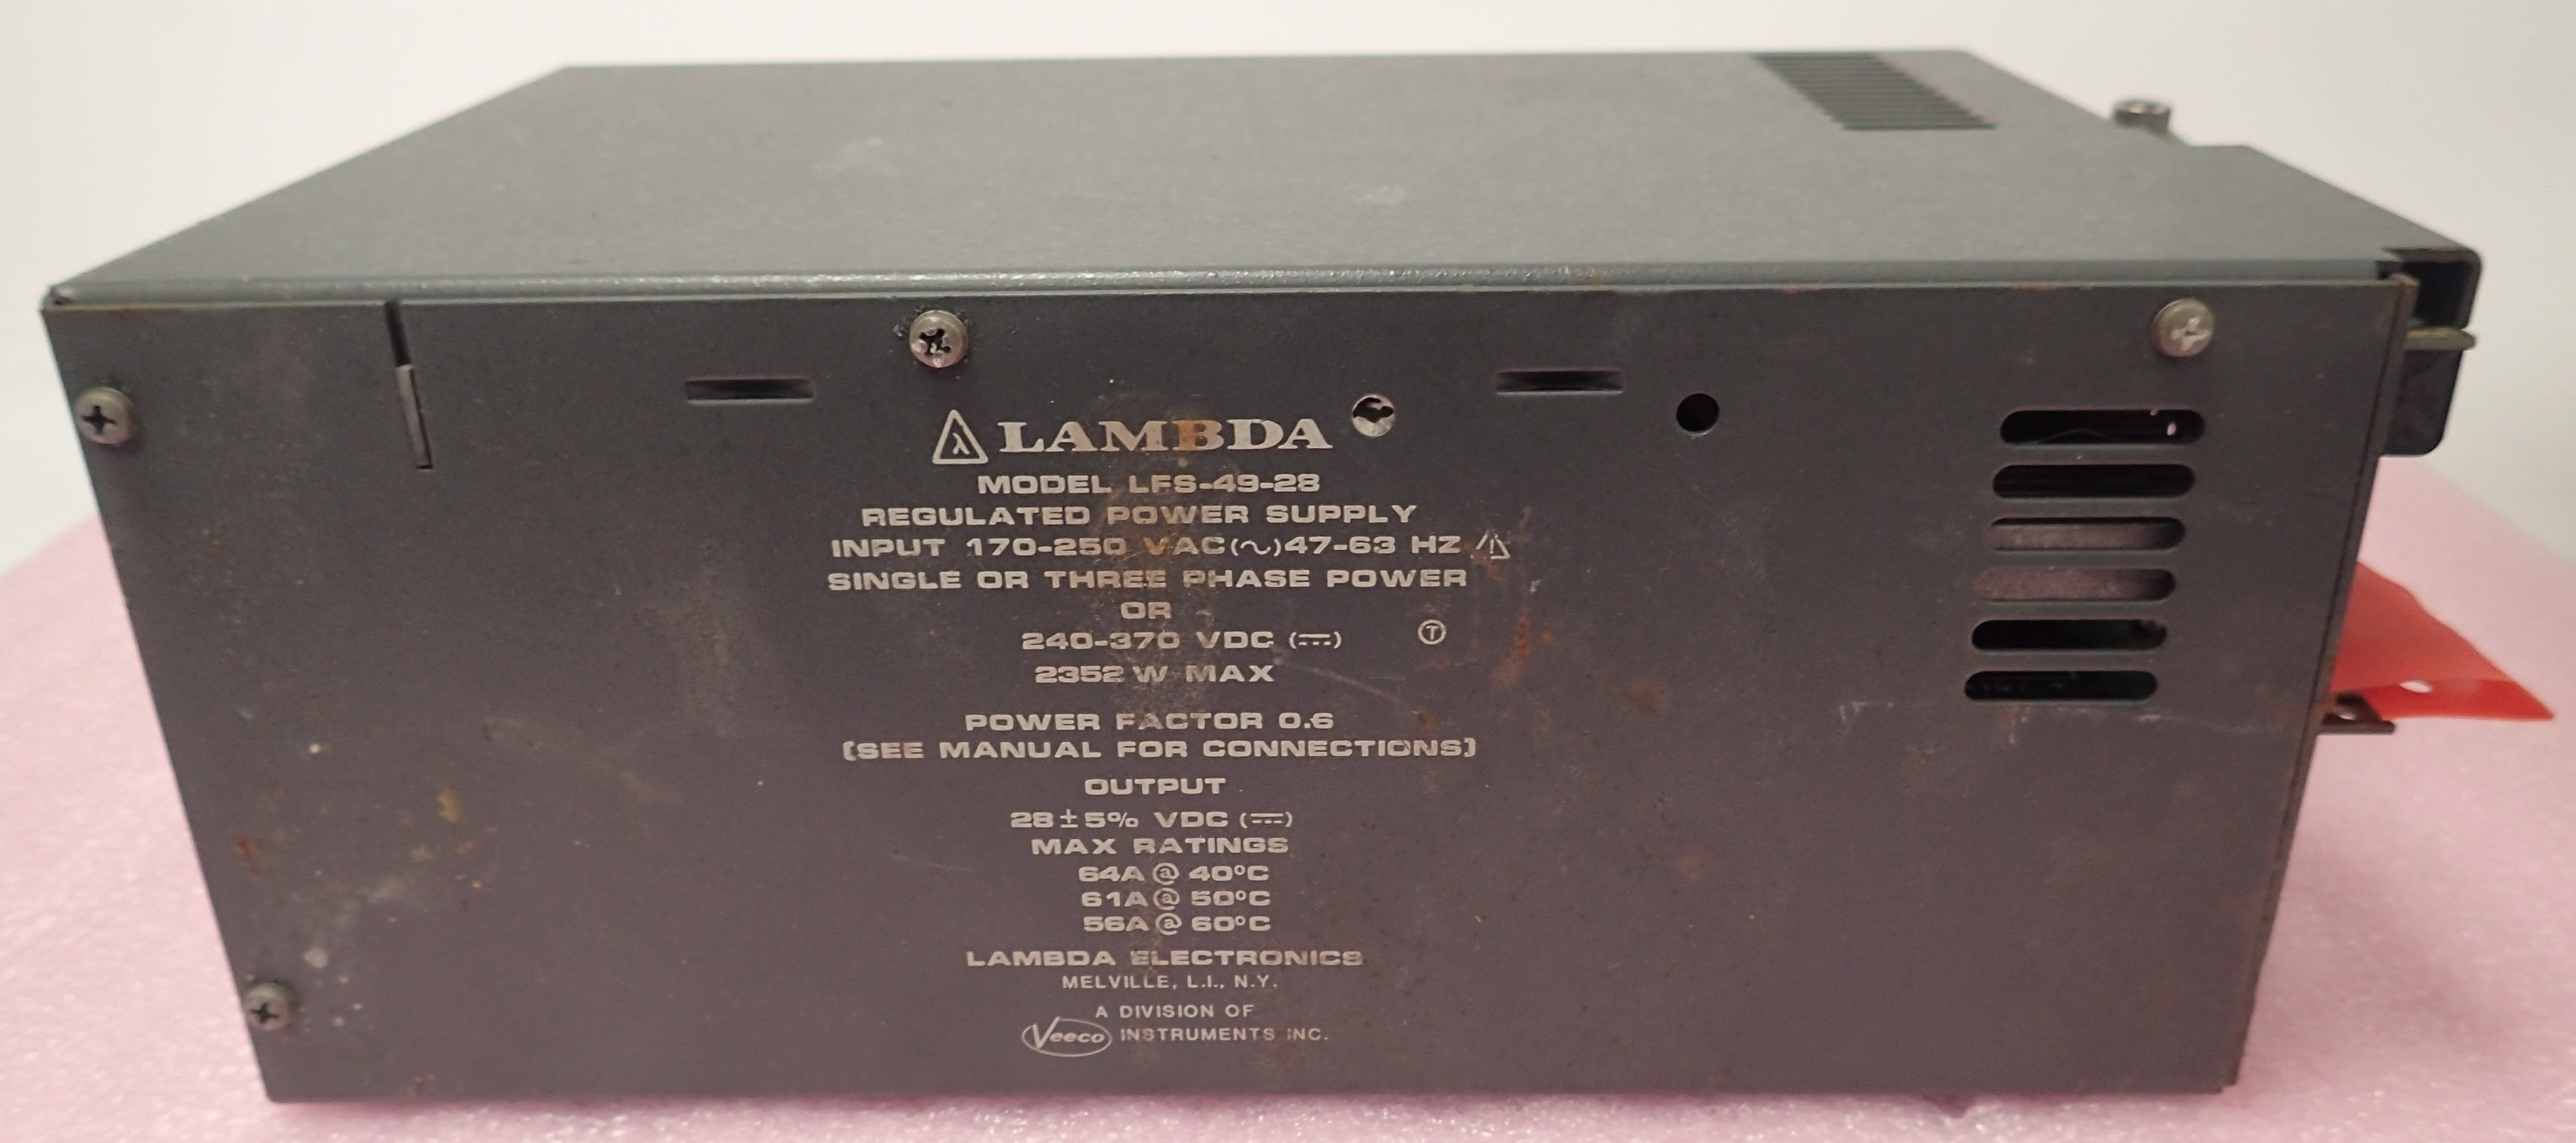 λ LAMBDA
MODEL LFS-49-28
REGULATED POWER SUPPLY
INPUT 170-250 VAC(∿)47-63 HZ ⚠
SINGLE OR THREE PHASE POWER
OR
240-370 VDC (⎓) Ⓣ
2352 W MAX
POWER FACTOR 0.6
(SEE MANUAL FOR CONNECTIONS)
OUTPUT
28±5% VDC (⎓)
MAX RATINGS
64A @ 40°C
61A @ 50°C
56A @ 60°C
LAMBDA ELECTRONICS
MELVILLE, L.I., N.Y.
A DIVISION OF
Veeco INSTRUMENTS INC.